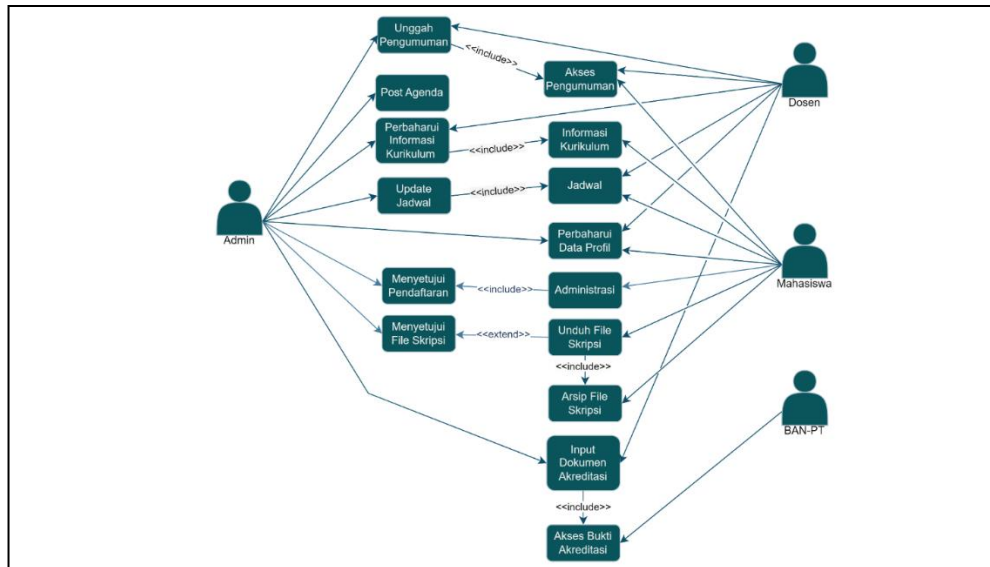 Unggah
Pengumuman
<<include>>
Akses
Pengumuman
Dosen
Post Agenda
Perbaharui
Informasi
Kurikulum
<<include>>
Informasi
Kurikulum
Update
Jadwal
<<include>>
Jadwal
Admin
Perbaharui
Data Profil
Mahasiswa
Menyetujui
Pendaftaran
<<include>>
Administrasi
Menyetujui
File Skripsi
<<extend>>
Unduh File
Skripsi
<<include>>
Arsip File
Skripsi
BAN-PT
Input
Dokumen
Akreditasi
<<include>>
Akses Bukti
Akreditasi